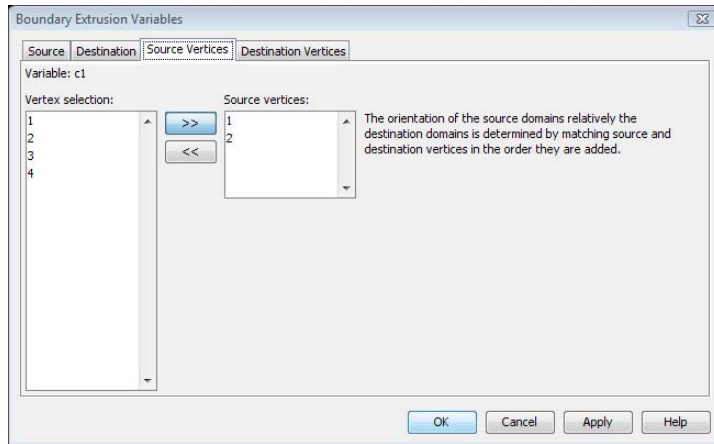 Boundary Extrusion Variables
Source
Destination
Source Vertices
Destination Vertices
Variable: c1
Vertex selection:
Source vertices:
1
2
3
4
>>
<<
1
2
The orientation of the source domains relatively the
destination domains is determined by matching source and
destination vertices in the order they are added.
OK
Cancel
Apply
Help